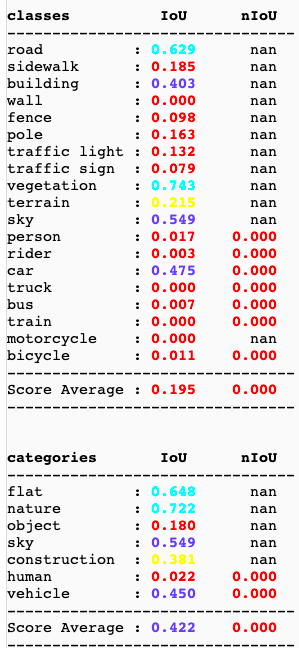 classes IoU nIoU
--------------------------------
road : 0.629 nan
sidewalk : 0.185 nan
building : 0.403 nan
wall : 0.000 nan
fence : 0.098 nan
pole : 0.163 nan
traffic light : 0.132 nan
traffic sign : 0.079 nan
vegetation : 0.743 nan
terrain : 0.215 nan
sky : 0.549 nan
person : 0.017 0.000
rider : 0.003 0.000
car : 0.475 0.000
truck : 0.000 0.000
bus : 0.007 0.000
train : 0.000 0.000
motorcycle : 0.000 nan
bicycle : 0.011 0.000
--------------------------------
Score Average : 0.195 0.000
--------------------------------
categories IoU nIoU
--------------------------------
flat : 0.648 nan
nature : 0.722 nan
object : 0.180 nan
sky : 0.549 nan
construction : 0.381 nan
human : 0.022 0.000
vehicle : 0.450 0.000
--------------------------------
Score Average : 0.422 0.000
--------------------------------